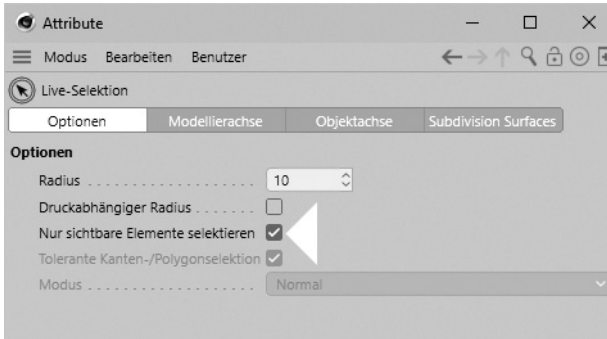 Attribute
Modus Bearbeiten Benutzer
Live-Selektion
Optionen Modellierachse Objektachse Subdivision Surfaces
Optionen
Radius . . . . . . . . . . . . . . . . . . . . 10
Druckabhängiger Radius . . . . . . .
Nur sichtbare Elemente selektieren
Tolerante Kanten-/Polygonselektion
Modus . . . . . . . . . . . . . . . . . . . . Normal